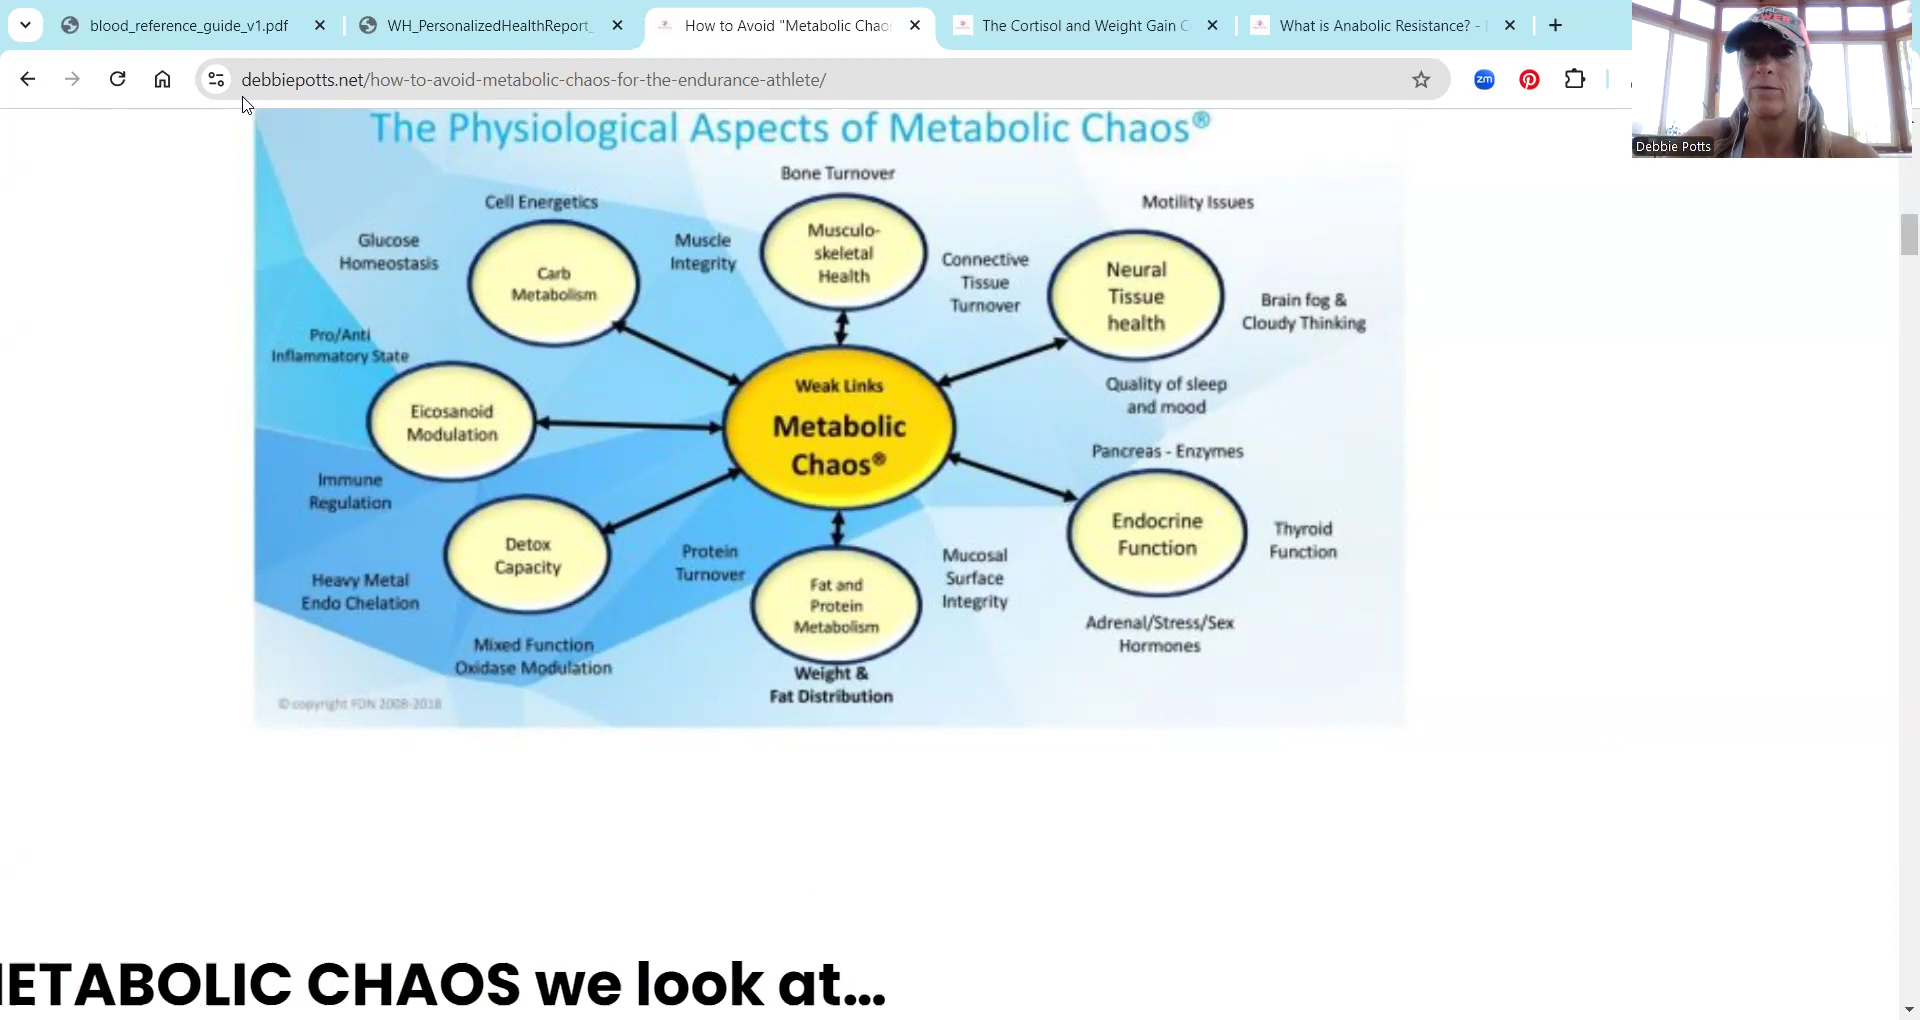 blood_reference_guide_v1.pdf
WH_PersonalizedHealthReport_
How to Avoid "Metabolic Chao
The Cortisol and Weight Gain C
What is Anabolic Resistance? -
debbiepotts.net/how-to-avoid-metabolic-chaos-for-the-endurance-athlete/
zm
Debbie Potts
The Physiological Aspects of Metabolic Chaos®
Bone Turnover
Cell Energetics
Motility Issues
Glucose
Homeostasis
Carb
Metabolism
Muscle
Integrity
Musculo-
skeletal
Health
Connective
Tissue
Turnover
Neural
Tissue
health
Brain fog &
Cloudy Thinking
Pro/Anti
Inflammatory State
Quality of sleep
and mood
Eicosanoid
Modulation
Weak Links
Metabolic
Chaos®
Pancreas - Enzymes
Immune
Regulation
Endocrine
Function
Thyroid
Function
Detox
Capacity
Protein
Turnover
Fat and
Protein
Metabolism
Mucosal
Surface
Integrity
Heavy Metal
Endo Chelation
Adrenal/Stress/Sex
Hormones
Mixed Function
Oxidase Modulation
Weight &
Fat Distribution
© copyright FDN 2008-2018
METABOLIC CHAOS we look at...